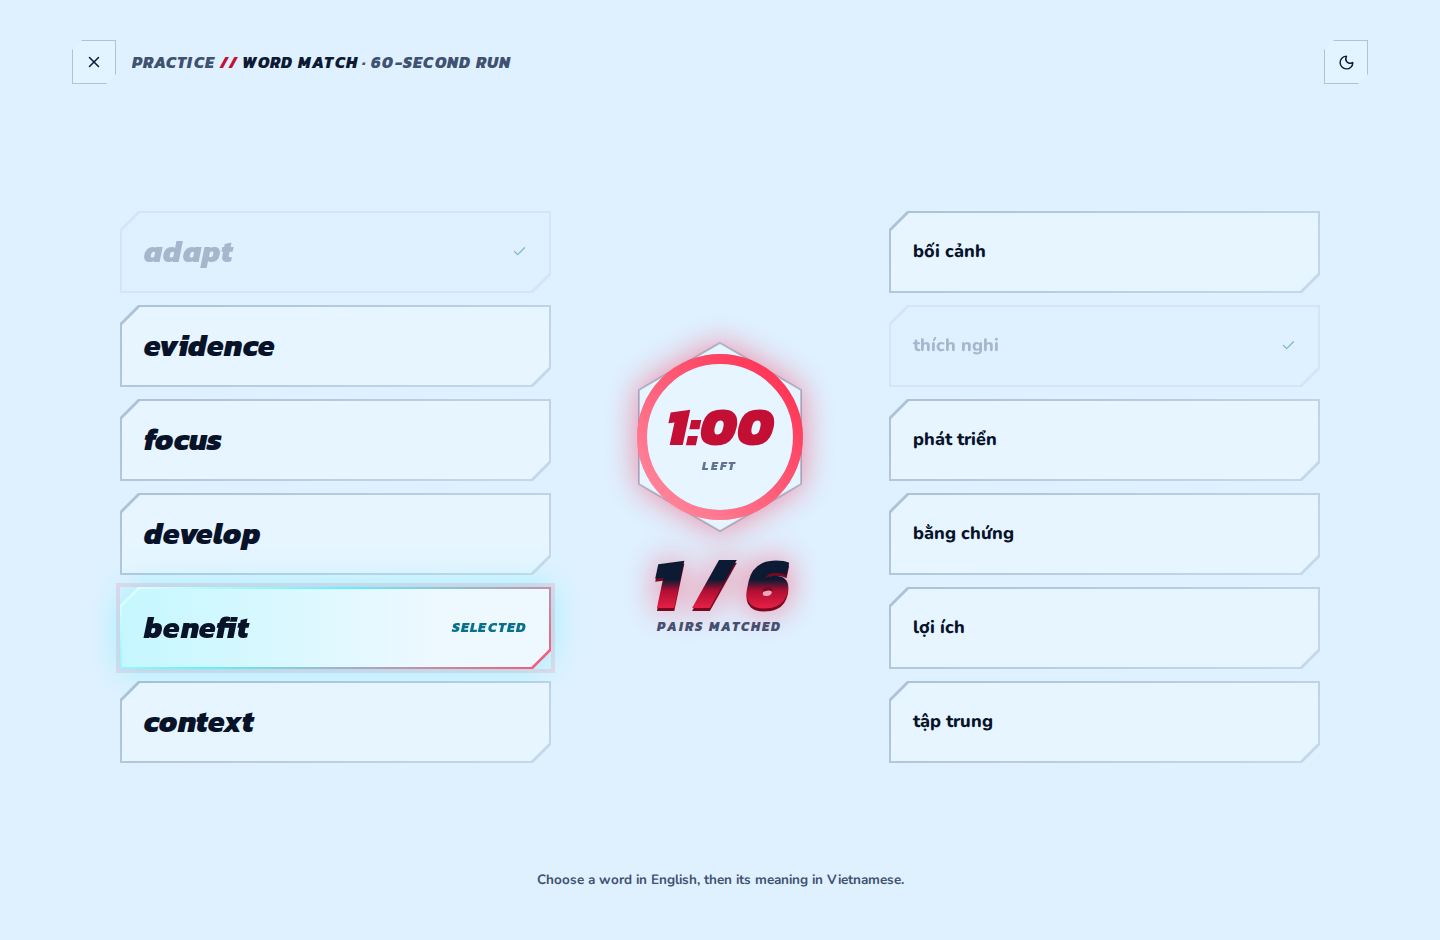 PRACTICE // WORD MATCH · 60-SECOND RUN
adapt
evidence
focus
develop
benefit SELECTED
context
1:00
LEFT
1/6
PAIRS MATCHED
bối cảnh
thích nghi
phát triển
bằng chứng
lợi ích
tập trung
Choose a word in English, then its meaning in Vietnamese.